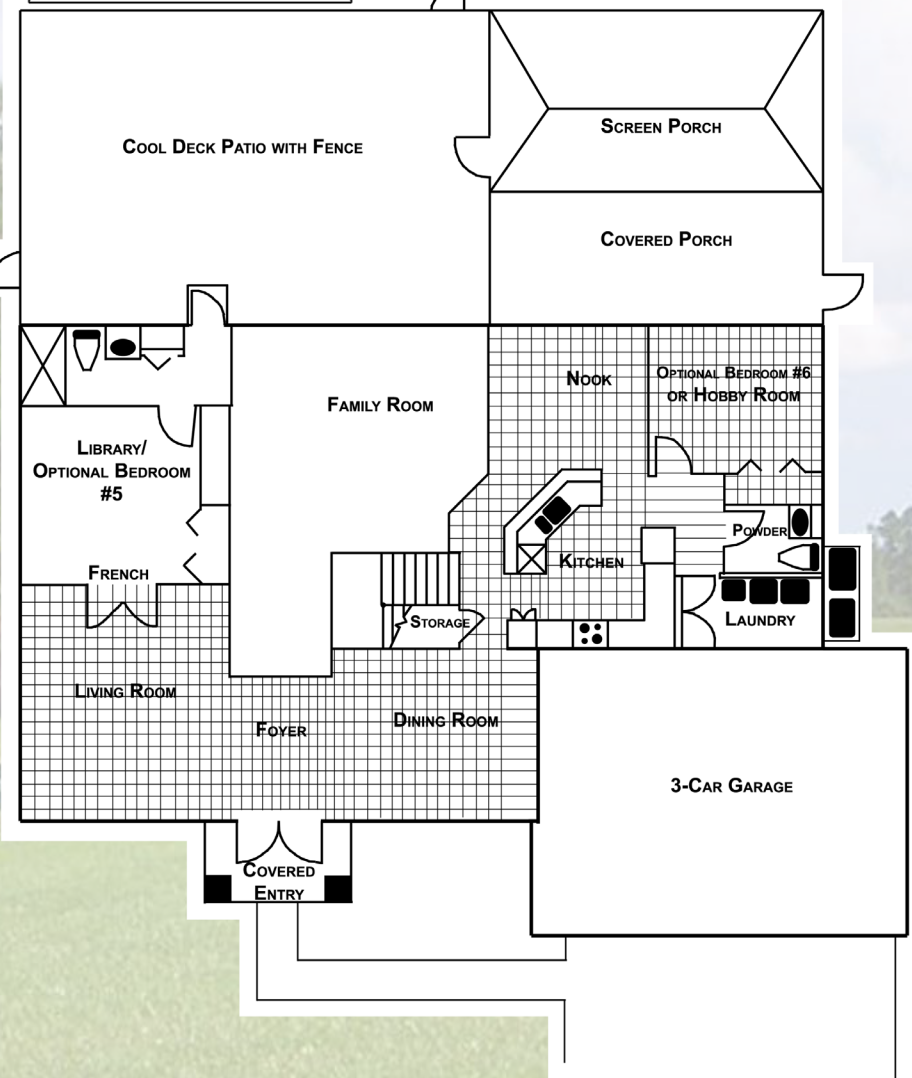 Cool Deck Patio with Fence
Screen Porch
Covered Porch
Nook
Optional Bedroom #6
or Hobby Room
Family Room
Library/
Optional Bedroom
#5
French
Kitchen
Powder
Storage
Laundry
Living Room
Foyer
Dining Room
3-Car Garage
Covered
Entry